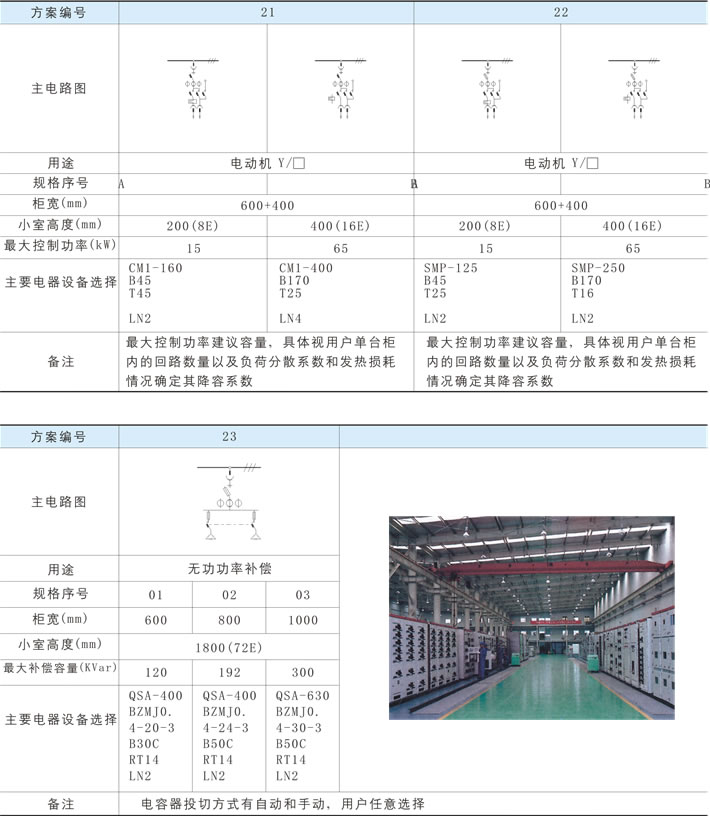 方案编号 21 22
主电路图
用途 电动机 Y/□ 电动机 Y/□
规格序号 A B A B
柜宽(mm) 600+400 600+400
小室高度(mm) 200(8E) 400(16E) 200(8E) 400(16E)
最大控制功率(kW) 15 65 15 65
主要电器设备选择 CM1-160 CM1-400 SMP-125 SMP-250
B45 B170 B45 B170
T45 T25 T25 T16
LN2 LN4 LN2 LN2
备注 最大控制功率建议容量，具体视用户单台柜 最大控制功率建议容量，具体视用户单台柜
内的回路数量以及负荷分散系数和发热损耗 内的回路数量以及负荷分散系数和发热损耗
情况确定其降容系数 情况确定其降容系数
方案编号 23
主电路图
用途 无功功率补偿
规格序号 01 02 03
柜宽(mm) 600 800 1000
小室高度(mm) 1800(72E)
最大补偿容量(KVar) 120 192 300
主要电器设备选择 QSA-400 QSA-400 QSA-630
BZMJ0. BZMJ0. BZMJ0.
4-20-3 4-24-3 4-30-3
B30C B50C B50C
RT14 RT14 RT14
LN2 LN2 LN2
备注 电容器投切方式有自动和手动，用户任意选择